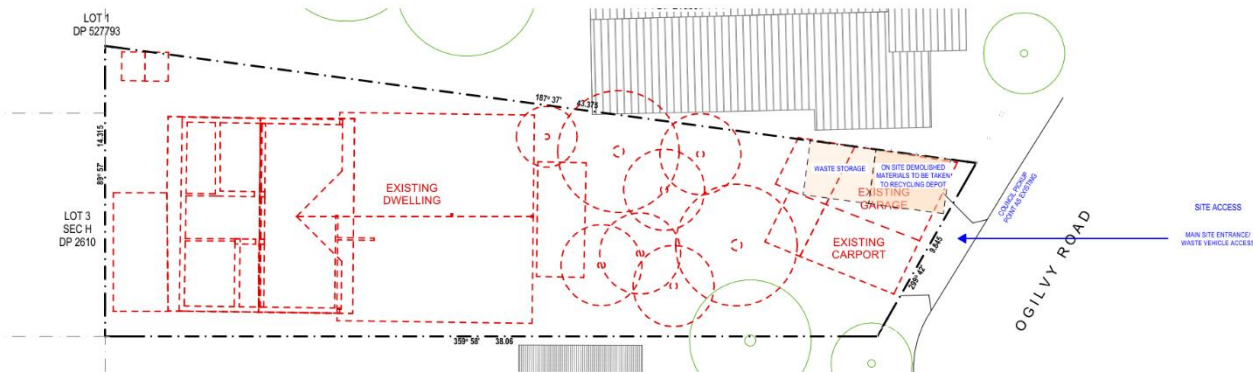 LOT 1
DP 527793
187° 37'
43.375
89° 57'
14.315
EXISTING
DWELLING
WASTE STORAGE
ON SITE DEMOLISHED
MATERIALS TO BE TAKEN
TO RECYCLING DEPOT
EXISTING
GARAGE
EXISTING
CARPORT
COUNCIL PICKUP
POINT AS EXISTING
SITE ACCESS
MAIN SITE ENTRANCE/
WASTE VEHICLE ACCESS
LOT 3
SEC H
DP 2610
9.845
299° 42'
OGILVY ROAD
359° 58'
38.06